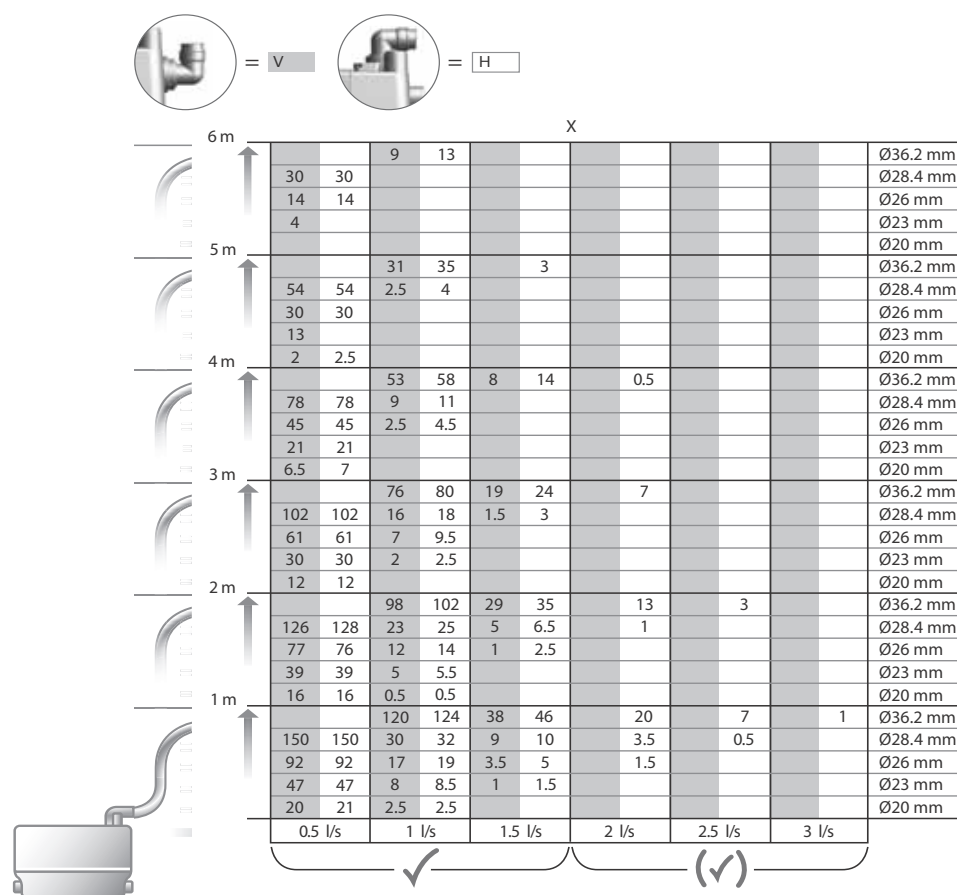 = V = H
X
6 m
9 13 Ø36.2 mm
30 30 Ø28.4 mm
14 14 Ø26 mm
4 Ø23 mm
Ø20 mm
5 m
31 35 3 Ø36.2 mm
54 54 2.5 4 Ø28.4 mm
30 30 Ø26 mm
13 Ø23 mm
2 2.5 Ø20 mm
4 m
53 58 8 14 0.5 Ø36.2 mm
78 78 9 11 Ø28.4 mm
45 45 2.5 4.5 Ø26 mm
21 21 Ø23 mm
6.5 7 Ø20 mm
3 m
76 80 19 24 7 Ø36.2 mm
102 102 16 18 1.5 3 Ø28.4 mm
61 61 7 9.5 Ø26 mm
30 30 2 2.5 Ø23 mm
12 12 Ø20 mm
2 m
98 102 29 35 13 3 Ø36.2 mm
126 128 23 25 5 6.5 1 Ø28.4 mm
77 76 12 14 1 2.5 Ø26 mm
39 39 5 5.5 Ø23 mm
16 16 0.5 0.5 Ø20 mm
1 m
120 124 38 46 20 7 1 Ø36.2 mm
150 150 30 32 9 10 3.5 0.5 Ø28.4 mm
92 92 17 19 3.5 5 1.5 Ø26 mm
47 47 8 8.5 1 1.5 Ø23 mm
20 21 2.5 2.5 Ø20 mm
0.5 l/s 1 l/s 1.5 l/s 2 l/s 2.5 l/s 3 l/s
✓ (✓)